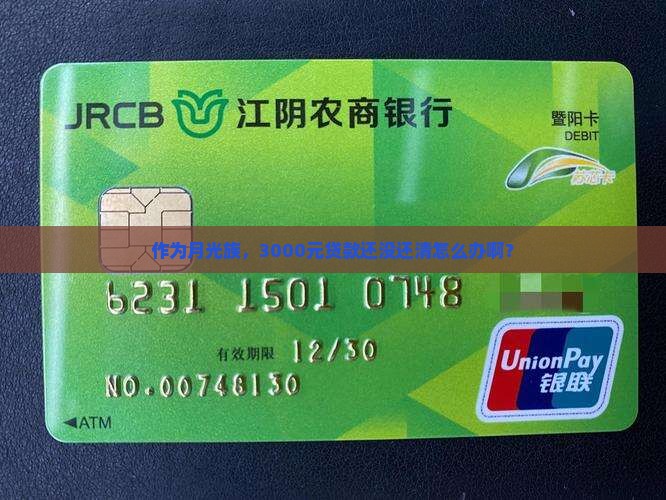 JRCB 江阴农商银行
暨阳卡
DEBIT
作为月光族，3000元贷款还没还清怎么办啊？
6231 1501 0748
有效期限 12/30
NO.00748130
UnionPay
银联
◀ATM